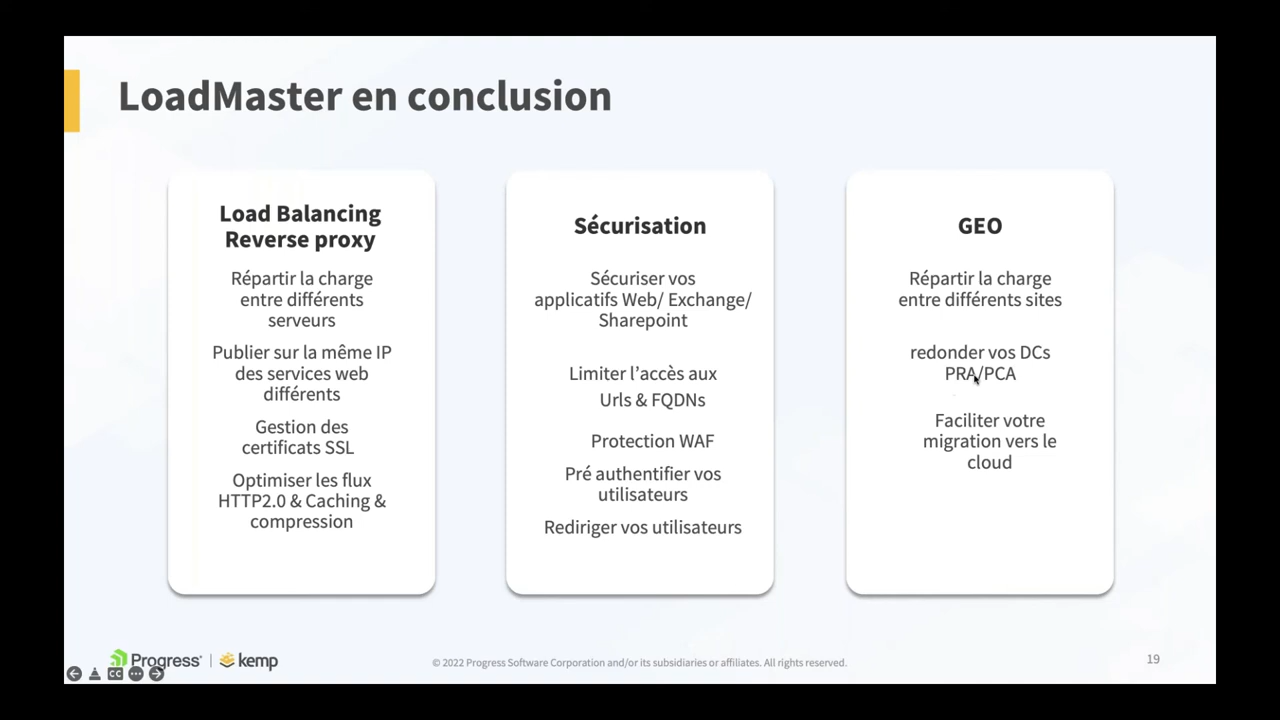 LoadMaster en conclusion
Load Balancing
Reverse proxy
Répartir la charge
entre différents
serveurs
Publier sur la même IP
des services web
différents
Gestion des
certificats SSL
Optimiser les flux
HTTP2.0 & Caching &
compression
Sécurisation
Sécuriser vos
applicatifs Web/ Exchange/
Sharepoint
Limiter l’accès aux
Urls & FQDNs
Protection WAF
Pré authentifier vos
utilisateurs
Rediriger vos utilisateurs
GEO
Répartir la charge
entre différents sites
redonder vos DCs
PRA/PCA
Faciliter votre
migration vers le
cloud
Progress | kemp
© 2022 Progress Software Corporation and/or its subsidiaries or affiliates. All rights reserved.
19
CC